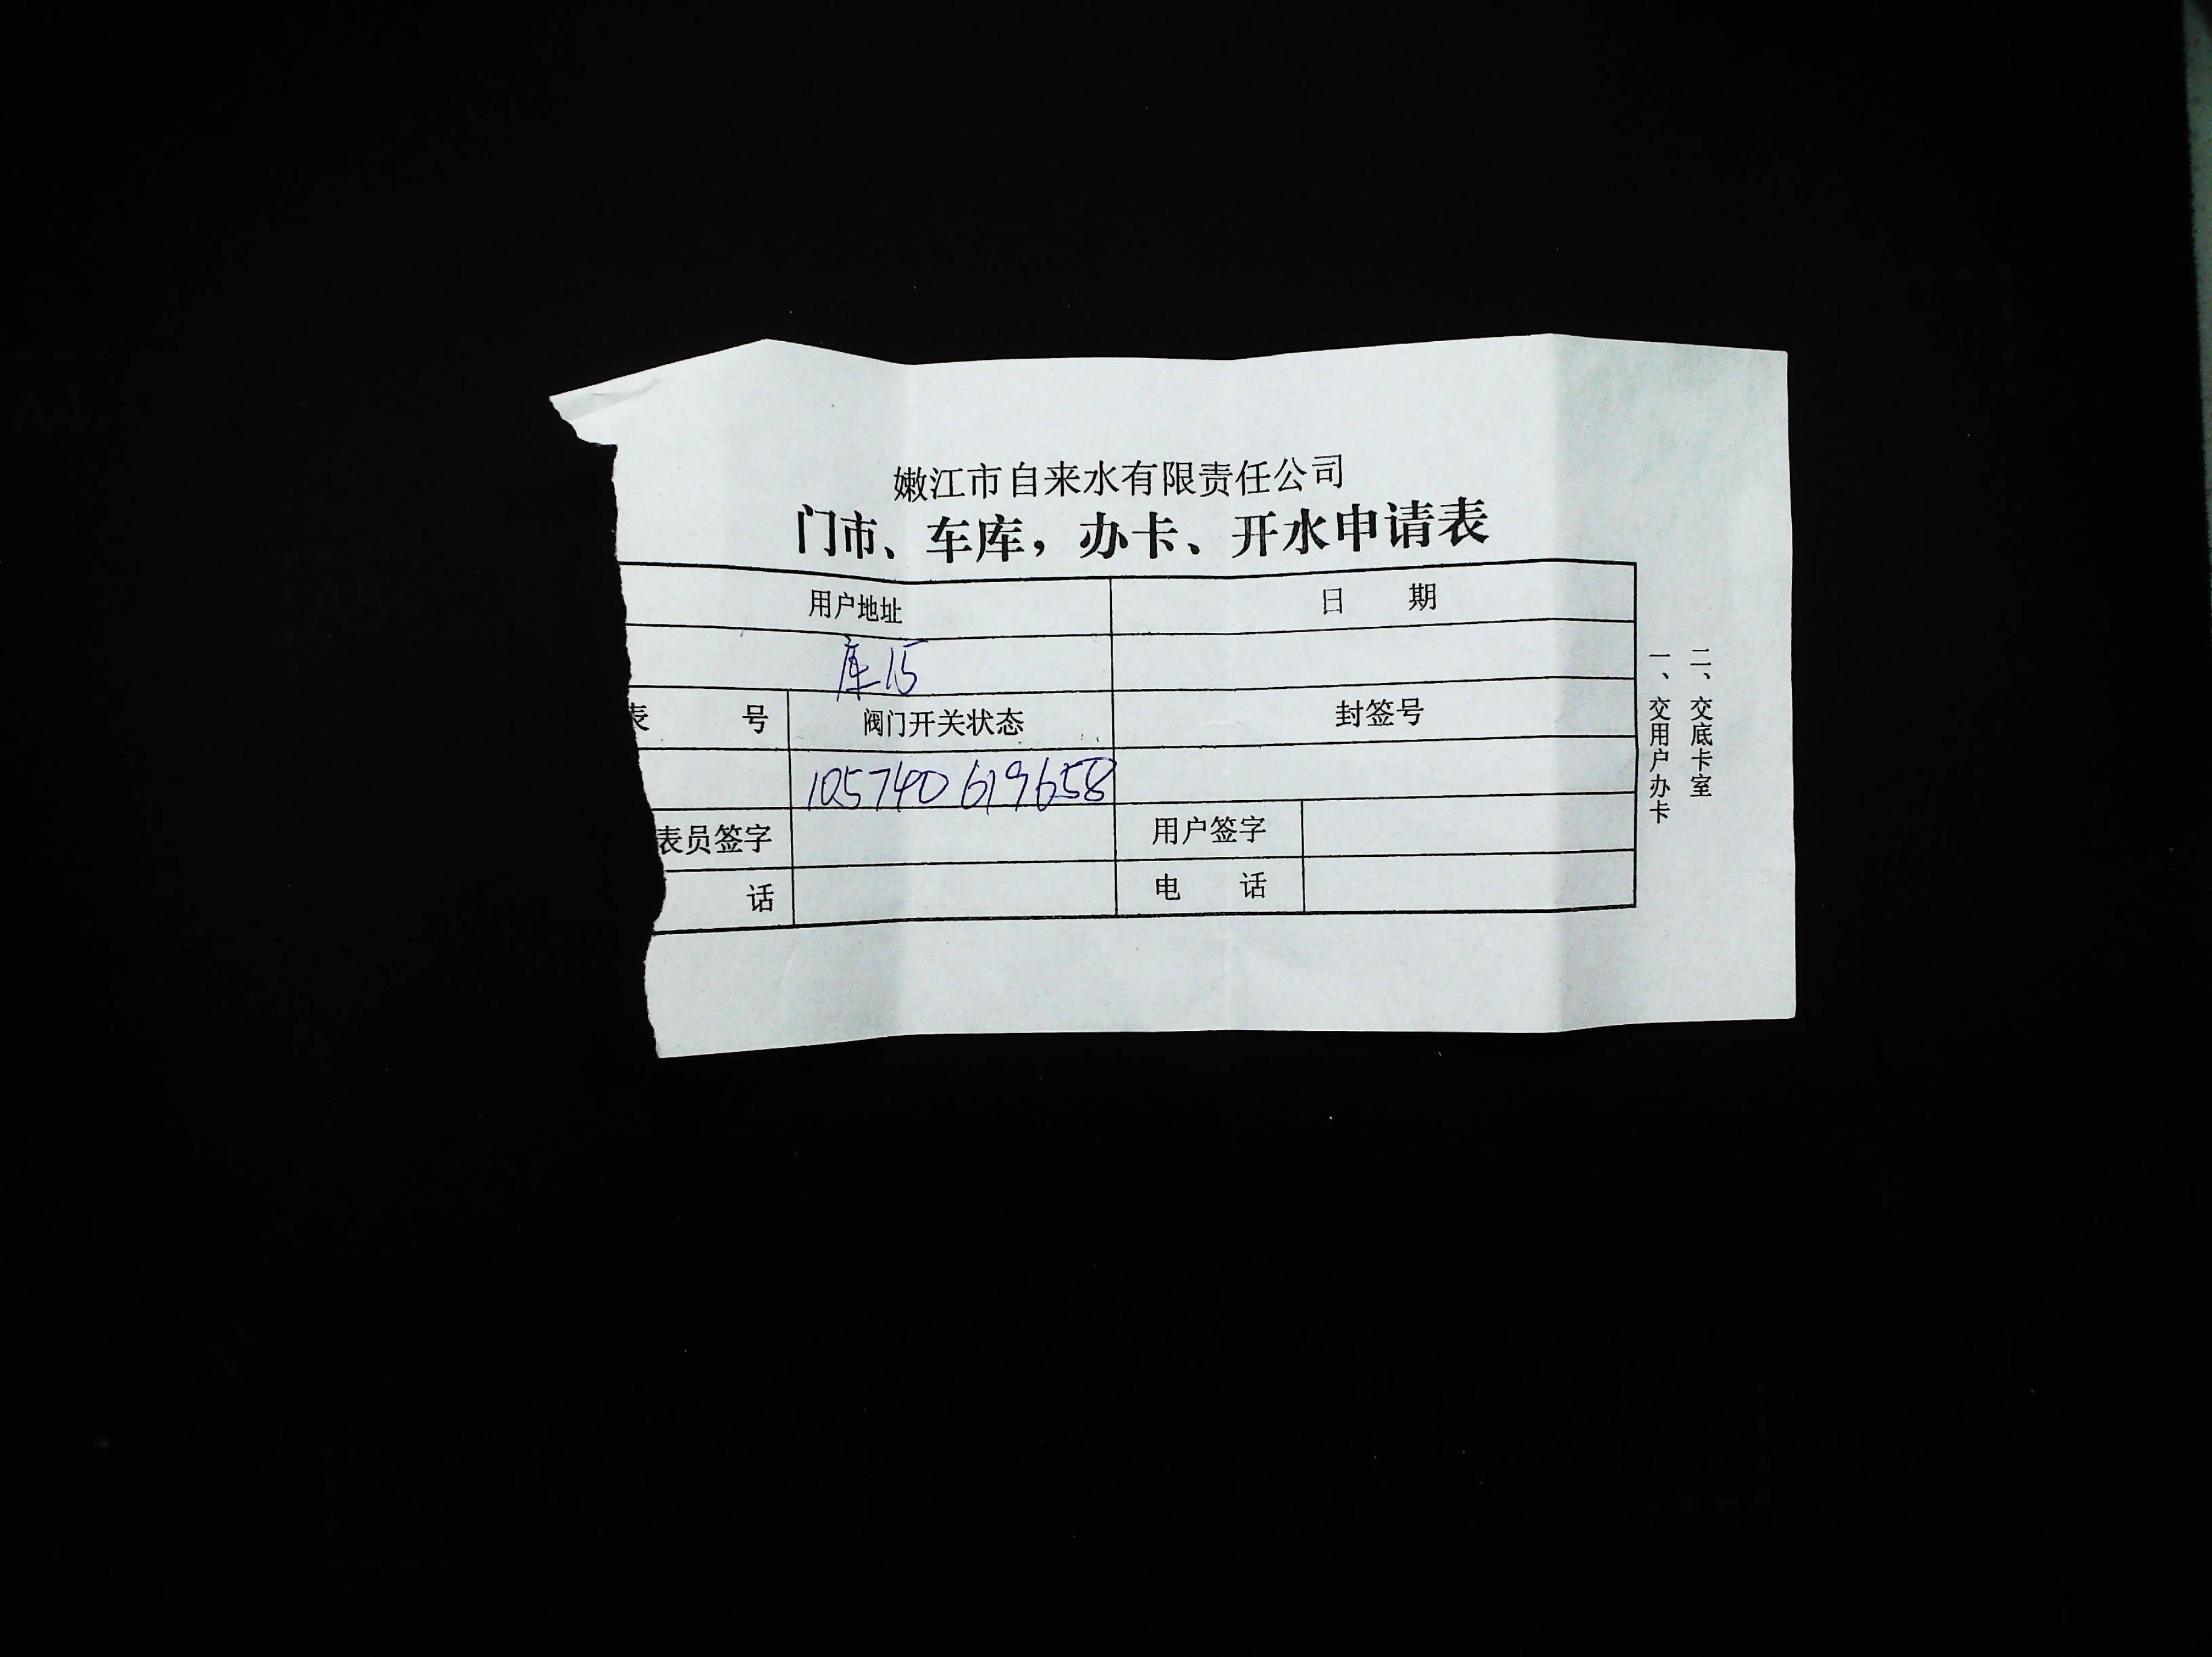 嫩江市自来水有限责任公司
门市、车库，办卡、开水申请表
用户地址 日 期
库15
表 号 阀门开关状态 封签号
105740619658
表员签字 用户签字
话 电 话
一、交用户办卡
二、交底卡室